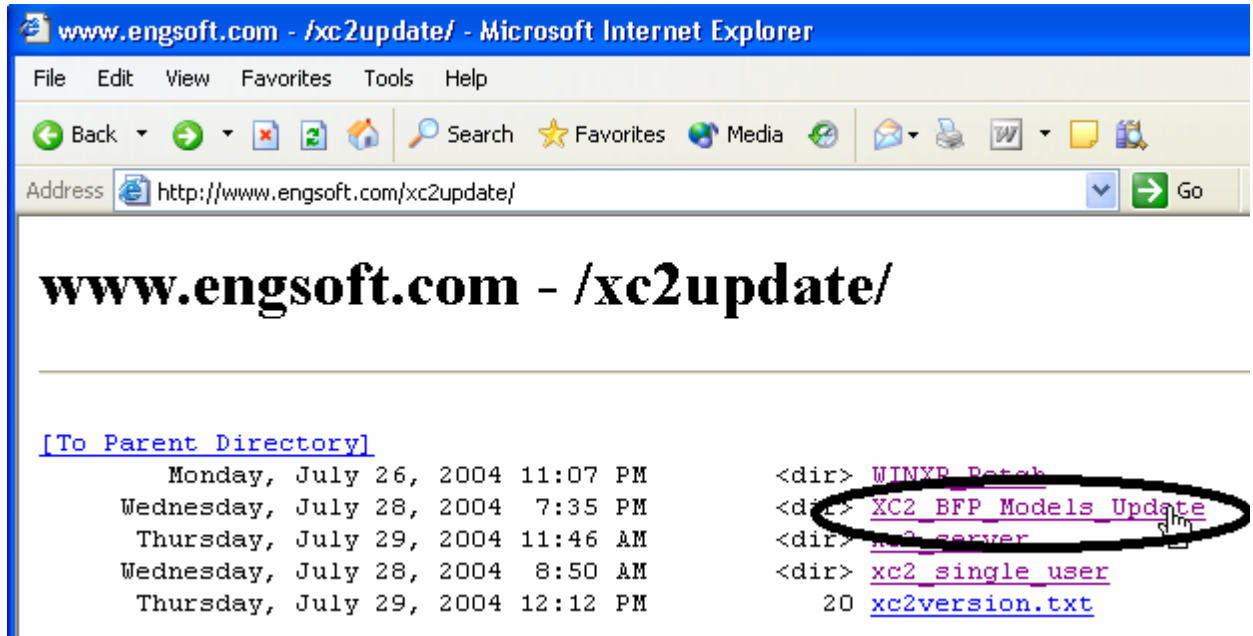 www.engsoft.com - /xc2update/ - Microsoft Internet Explorer
File Edit View Favorites Tools Help
Back Search Favorites Media
Address http://www.engsoft.com/xc2update/ Go
www.engsoft.com - /xc2update/
[To Parent Directory]
Monday, July 26, 2004 11:07 PM <dir> WINXP_Patch
Wednesday, July 28, 2004 7:35 PM <dir> XC2_BFP_Models_Update
Thursday, July 29, 2004 11:46 AM <dir> xc2_server
Wednesday, July 28, 2004 8:50 AM <dir> xc2_single_user
Thursday, July 29, 2004 12:12 PM 20 xc2version.txt